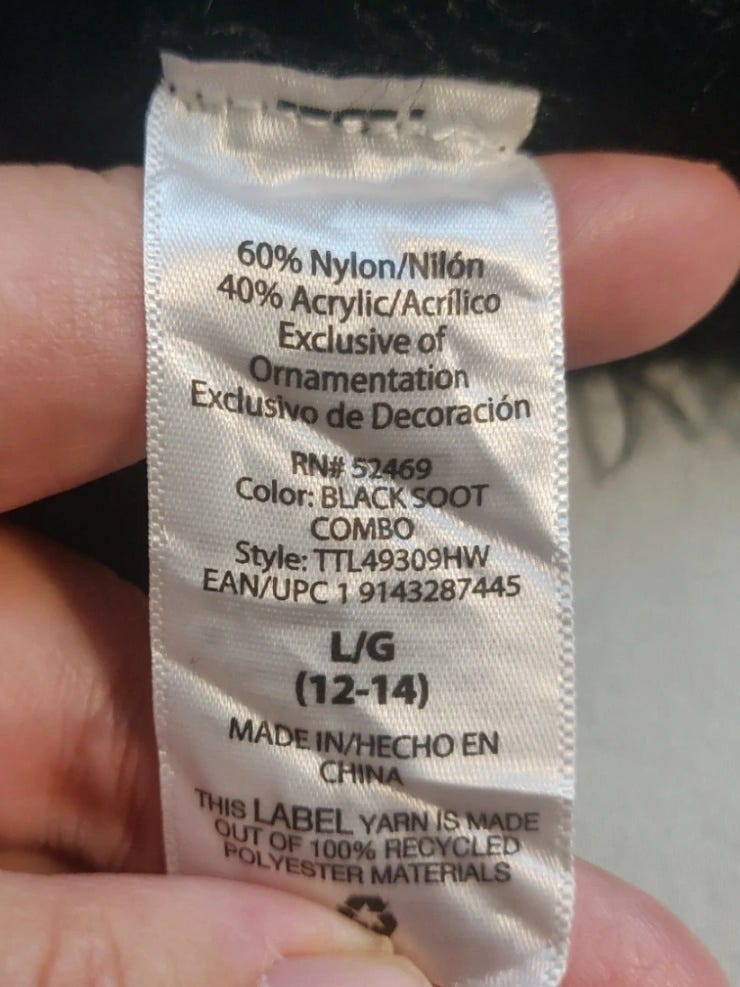 60% Nylon/Nilón
40% Acrylic/Acrílico
Exclusive of
Ornamentation
Exclusivo de Decoración
RN# 52469
Color: BLACK SOOT
COMBO
Style: TTL49309HW
EAN/UPC 1 9143287445
L/G
(12-14)
MADE IN/HECHO EN
CHINA
THIS LABEL YARN IS MADE
OUT OF 100% RECYCLED
POLYESTER MATERIALS